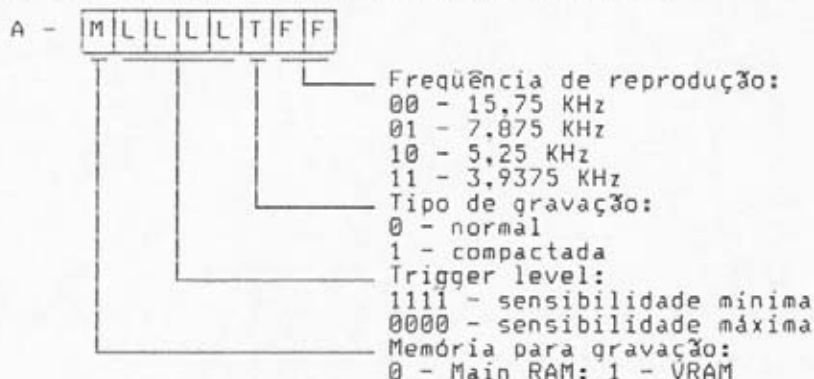 A - M L L L L T F F
Freqüência de reprodução:
00 - 15,75 KHz
01 - 7,875 KHz
10 - 5,25 KHz
11 - 3,9375 KHz
Tipo de gravação:
0 - normal
1 - compactada
Trigger level:
1111 - sensibilidade mínima
0000 - sensibilidade máxima
Memória para gravação:
0 - Main RAM; 1 - VRAM